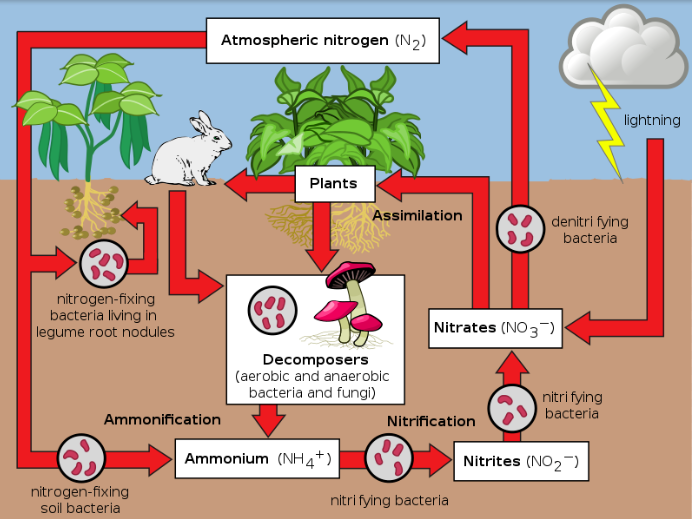 Atmospheric nitrogen (N₂)
lightning
Plants
Assimilation
denitri fying
bacteria
nitrogen-fixing
bacteria living in
legume root nodules
Nitrates (NO₃⁻)
Decomposers
(aerobic and anaerobic
bacteria and fungi)
nitri fying
bacteria
Ammonification
Nitrification
Ammonium (NH₄⁺)
Nitrites (NO₂⁻)
nitrogen-fixing
soil bacteria
nitri fying bacteria